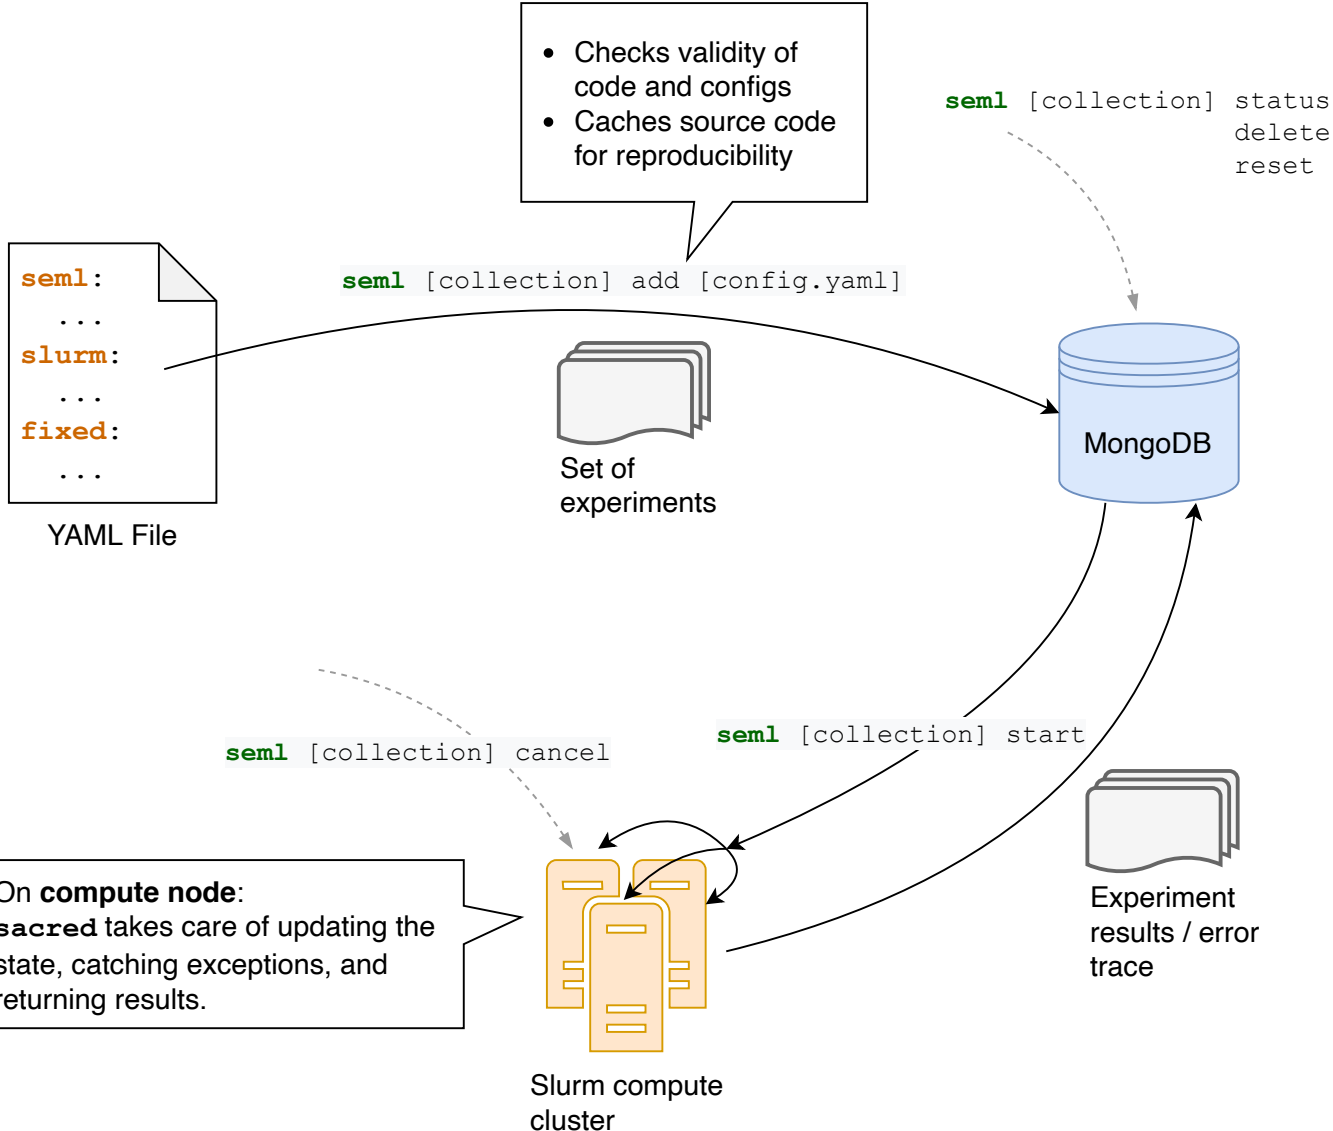 • Checks validity of
code and configs
• Caches source code
for reproducibility
seml [collection] status
delete
reset
seml:
...
slurm:
...
fixed:
...
YAML File
seml [collection] add [config.yaml]
Set of
experiments
MongoDB
seml [collection] cancel
seml [collection] start
On compute node:
sacred takes care of updating the
state, catching exceptions, and
returning results.
Experiment
results / error
trace
Slurm compute
cluster